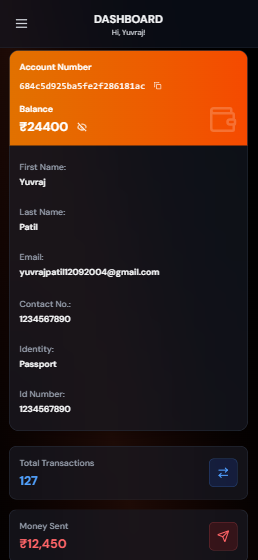 DASHBOARD
Hi, Yuvraj!
Account Number
684c5d925ba5fe2f286181ac
Balance
₹24400
First Name:
Yuvraj
Last Name:
Patil
Email:
yuvrajpatil12092004@gmail.com
Contact No.:
1234567890
Identity:
Passport
Id Number:
1234567890
Total Transactions
127
Money Sent
₹12,450